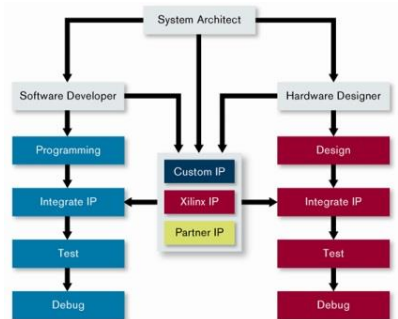 System Architect
Software Developer
Hardware Designer
Programming
Design
Custom IP
Integrate IP
Xilinx IP
Integrate IP
Partner IP
Test
Test
Debug
Debug